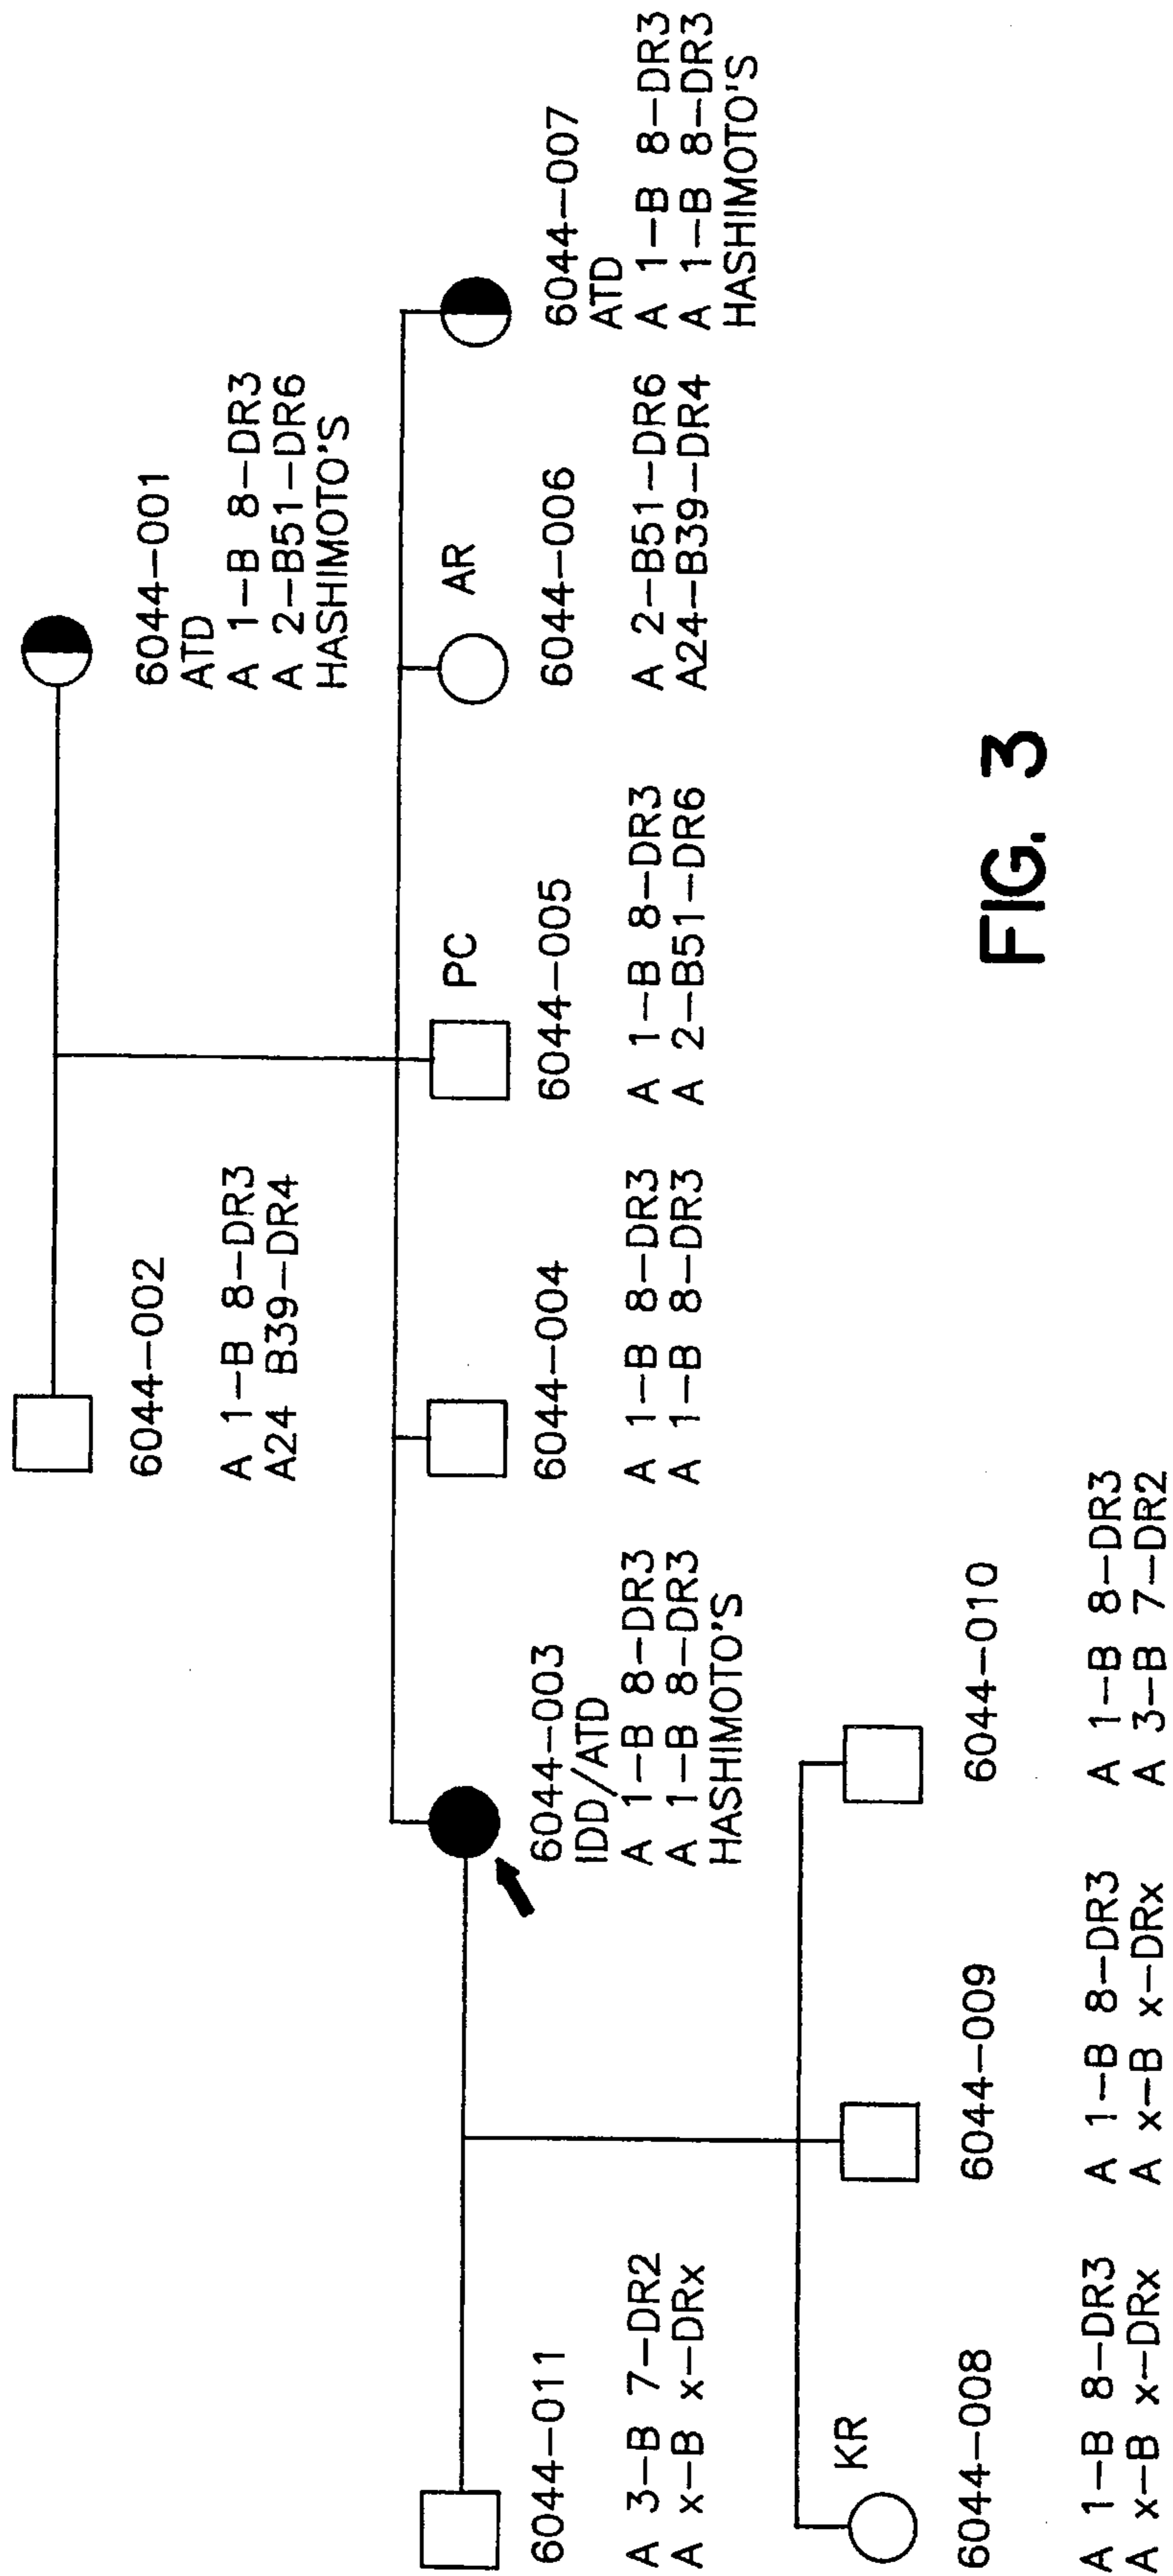 6044-002
A 1-B 8-DR3
A24 B39-DR4
6044-001
ATD
A 1-B 8-DR3
A 2-B51-DR6
HASHIMOTO'S
6044-011
A 3-B 7-DR2
A x-B x-DRx
6044-003
IDD/ATD
A 1-B 8-DR3
A 1-B 8-DR3
HASHIMOTO'S
6044-004
A 1-B 8-DR3
A 1-B 8-DR3
PC
6044-005
A 1-B 8-DR3
A 2-B51-DR6
AR
6044-006
A 2-B51-DR6
A24-B39-DR4
6044-007
ATD
A 1-B 8-DR3
A 1-B 8-DR3
HASHIMOTO'S
KR
6044-008
A 1-B 8-DR3
A x-B x-DRx
6044-009
A 1-B 8-DR3
A x-B x-DRx
6044-010
A 1-B 8-DR3
A 3-B 7-DR2
FIG. 3